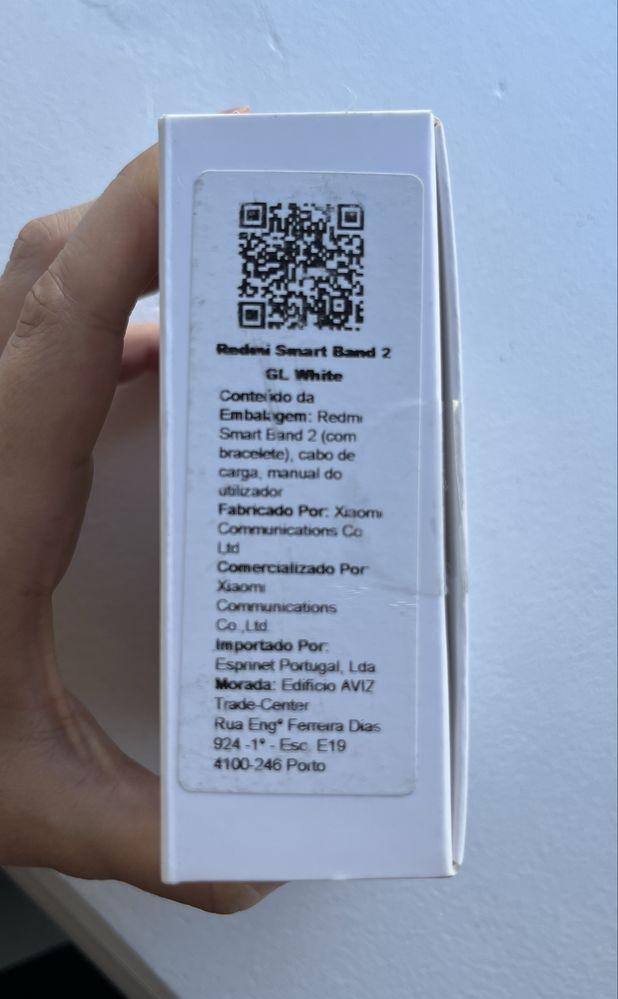 Redmi Smart Band 2
GL White
Conteúdo da
Embalagem: Redmi
Smart Band 2 (com
bracelete), cabo de
carga, manual do
utilizador
Fabricado Por: Xiaomi
Communications Co
Ltd
Comercializado Por
Xiaomi
Communications
Co.,Ltd.
Importado Por:
Esprinet Portugal, Lda
Morada: Edificio AVIZ
Trade-Center
Rua Engº Ferreira Dias
924 -1º - Esc. E19
4100-246 Porto